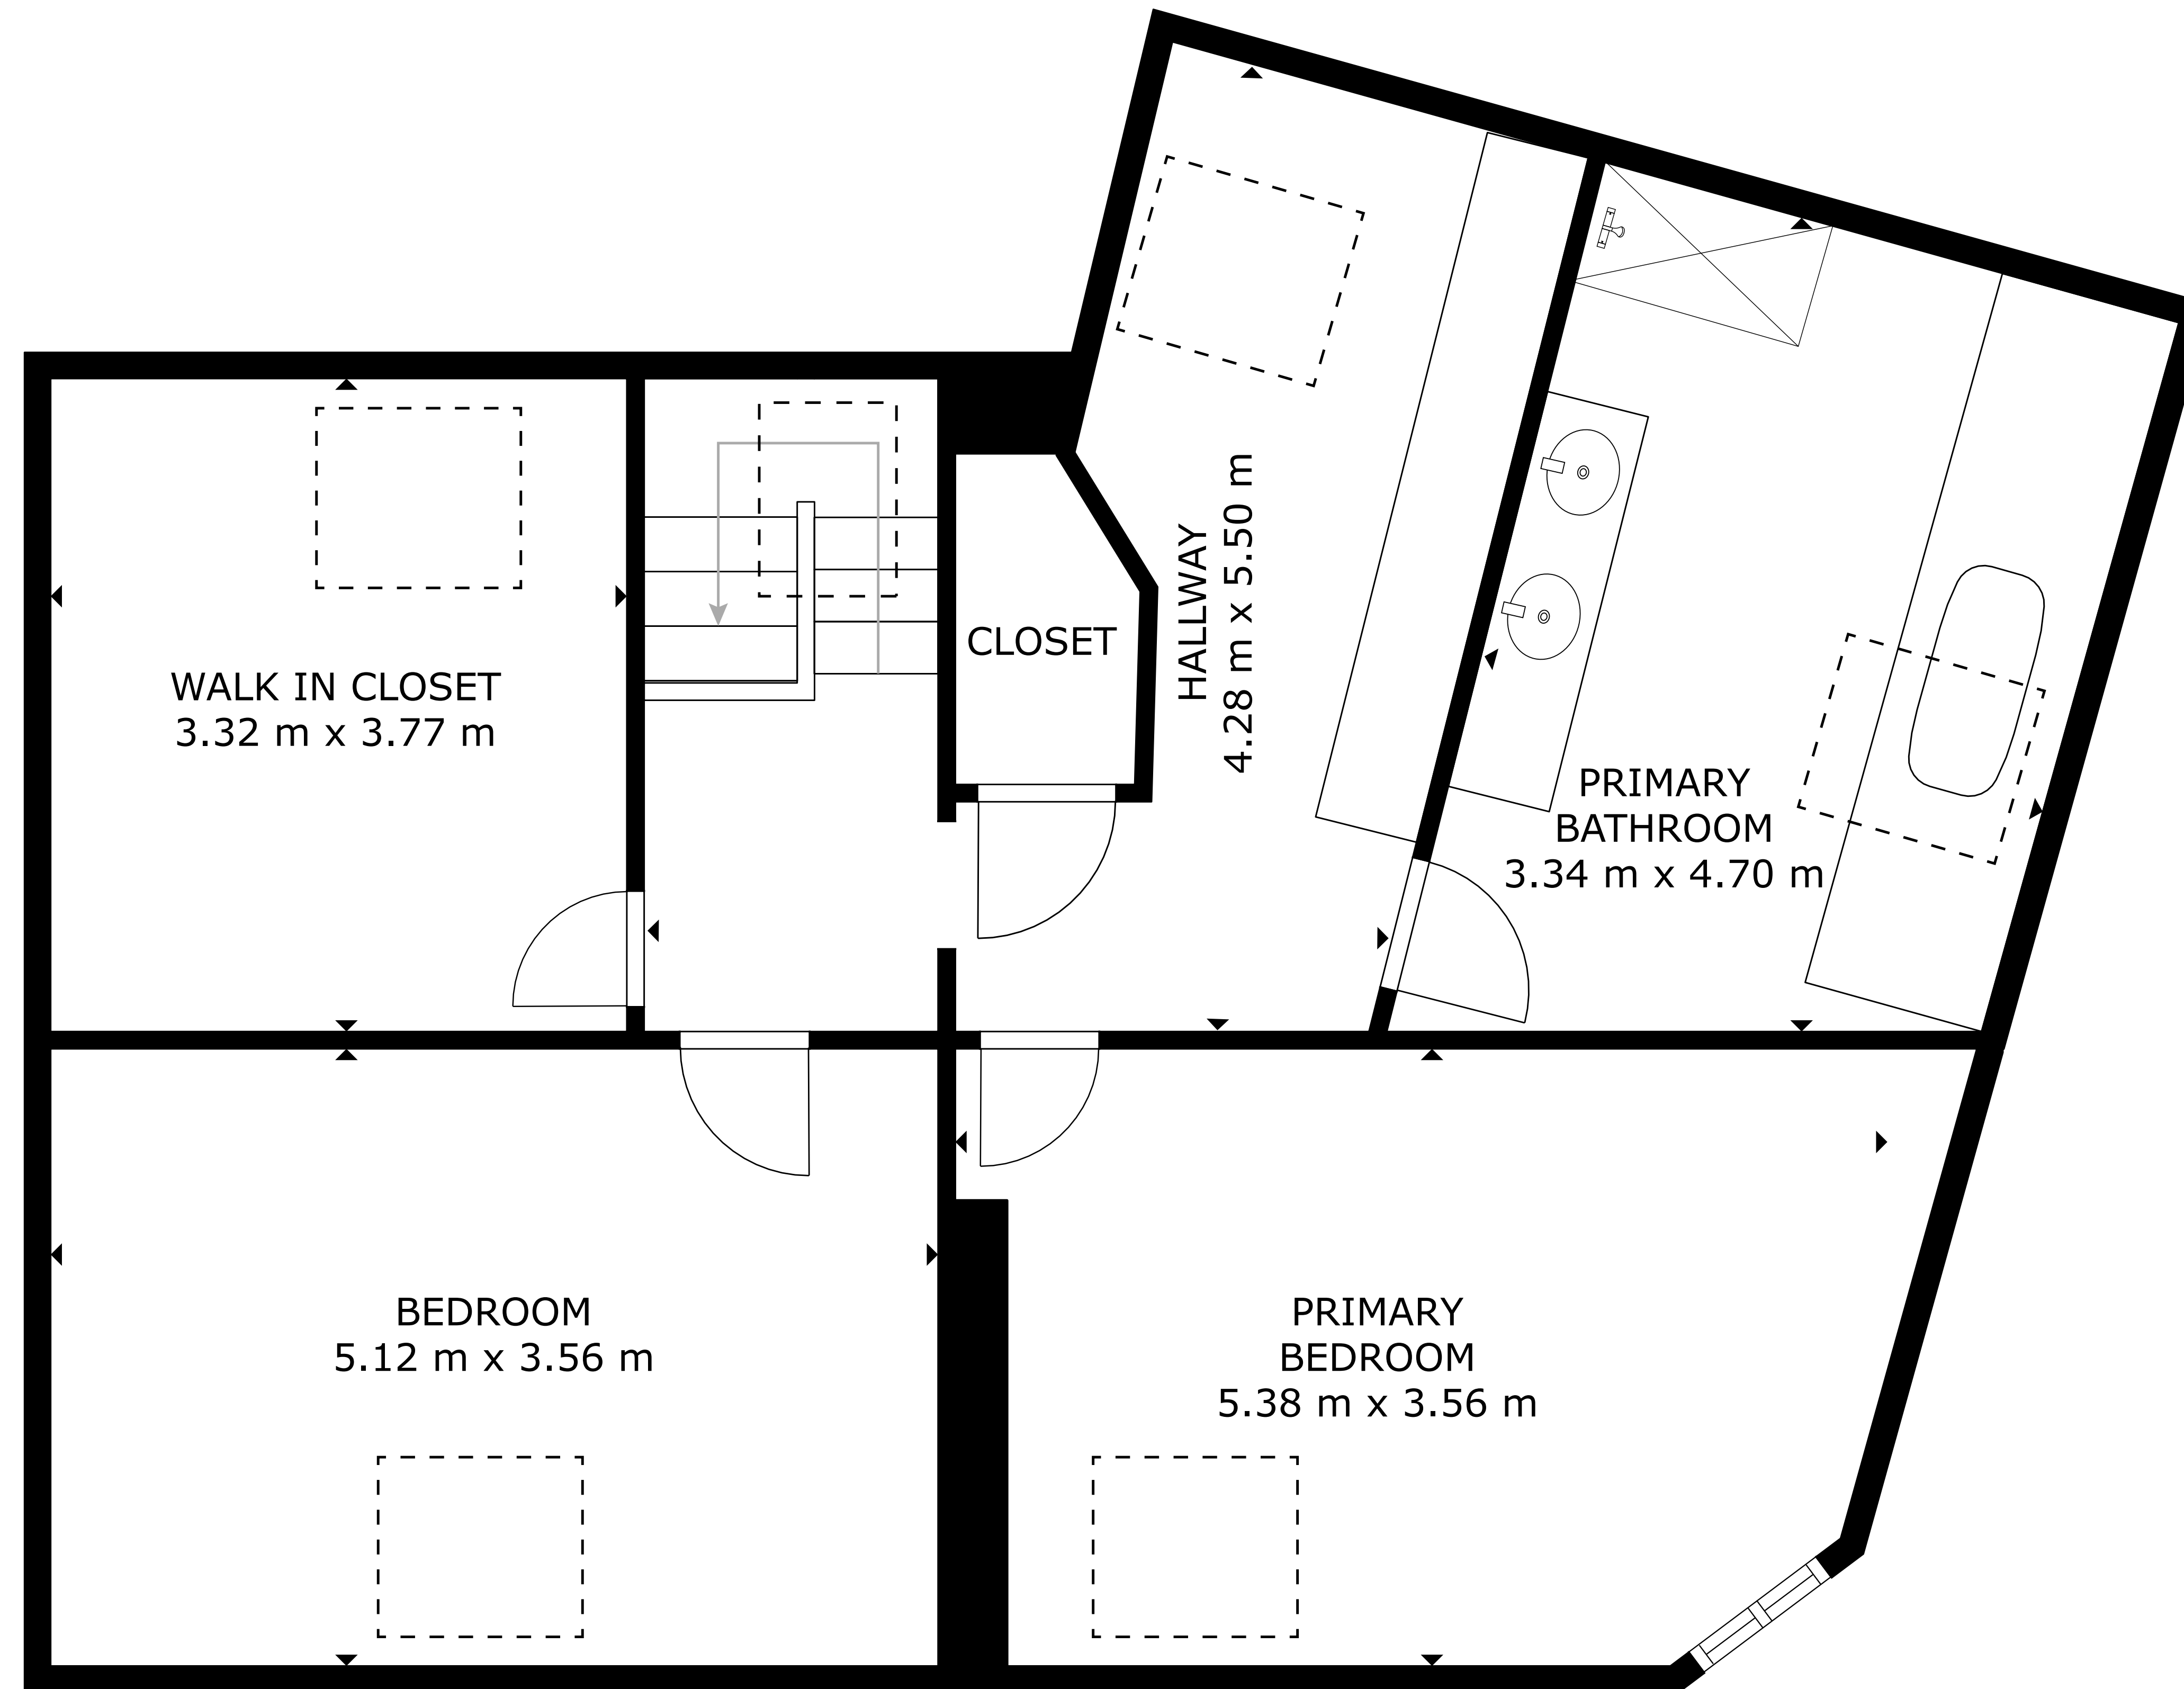 HALLWAY
4.28 m x 5.50 m
CLOSET
WALK IN CLOSET
3.32 m x 3.77 m
PRIMARY
BATHROOM
3.34 m x 4.70 m
BEDROOM
5.12 m x 3.56 m
PRIMARY
BEDROOM
5.38 m x 3.56 m